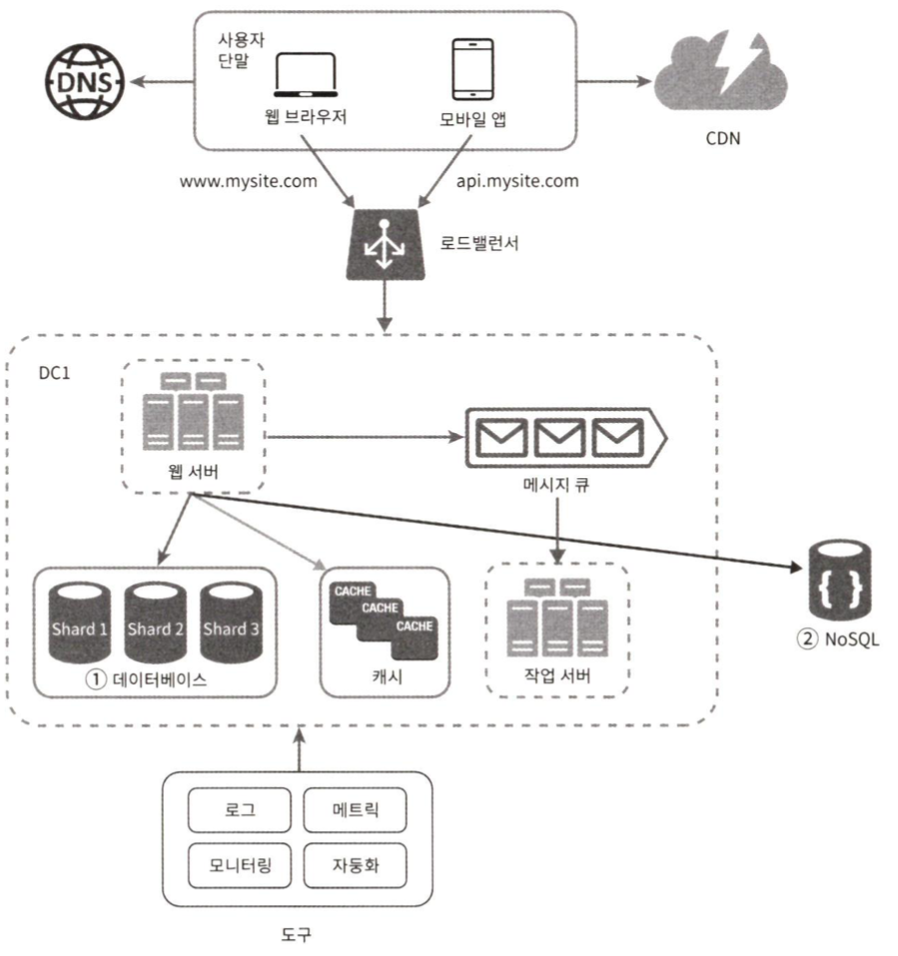 사용자
단말
DNS
웹 브라우저
모바일 앱
CDN
www.mysite.com
api.mysite.com
로드밸런서
DC1
웹 서버
메시지 큐
Shard 1
Shard 2
Shard 3
① 데이터베이스
CACHE
CACHE
CACHE
캐시
작업 서버
② NoSQL
로그
메트릭
모니터링
자동화
도구